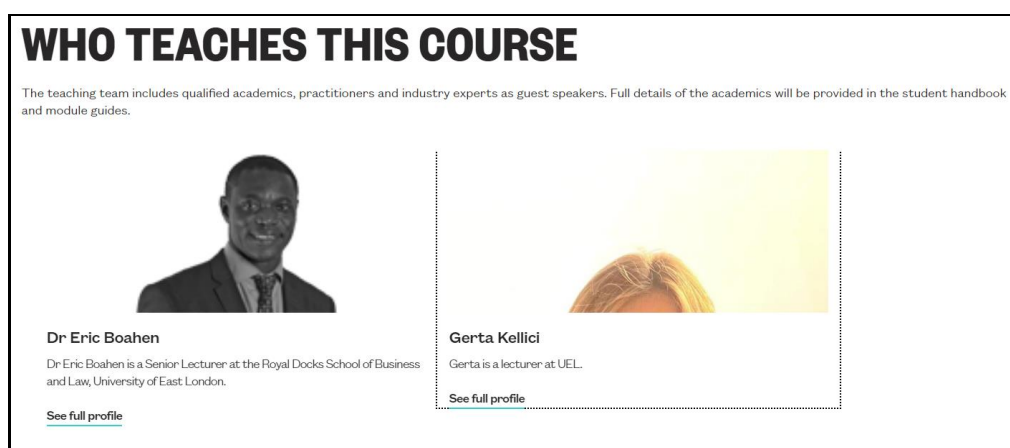 WHO TEACHES THIS COURSE
The teaching team includes qualified academics, practitioners and industry experts as guest speakers. Full details of the academics will be provided in the student handbook
and module guides.
Dr Eric Boahen
Dr Eric Boahen is a Senior Lecturer at the Royal Docks School of Business
and Law, University of East London.
See full profile
Gerta Kellici
Gerta is a lecturer at UEL.
See full profile